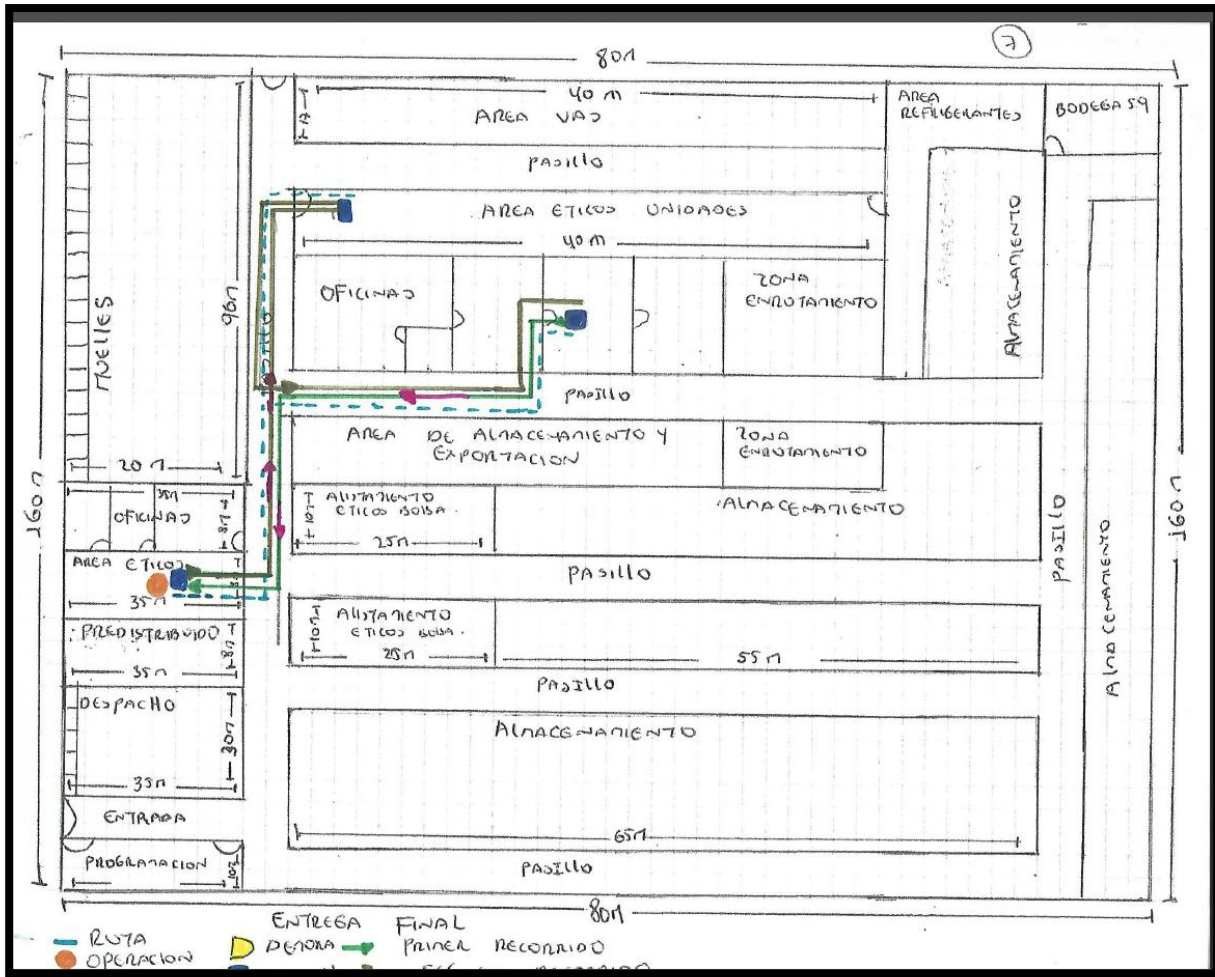 7
80m
40 m
AREA VAS
AREA
REFRIGERANTES
BODEGA 59
PASILLO
AREA ETICOS UNIDADES
40 m
ALMACENAMIENTO
96m
MUELLES
OFICINAS
ZONA
ENRUTAMIENTO
PASILLO
160m
160m
AREA DE ALMACENAMIENTO Y
EXPORTACION
ZONA
ENRUTAMIENTO
20 m
35m
OFICINAS
8m
10m
ALISTAMIENTO
ETICOS BOLSA
25m
ALMACENAMIENTO
PASILLO
ALMACENAMIENTO
AREA ETICOS
35m
PASILLO
PREDISTRIBUIDO
8m
35m
10m
ALISTAMIENTO
ETICOS BOLSA
25m
55m
PASILLO
DESPACHO
30m
35m
ALMACENAMIENTO
ENTRADA
65m
PROGRAMACION
10m
PASILLO
80m
ENTREGA FINAL
RUTA
DEMORA
PRIMER RECORRIDO
OPERACION